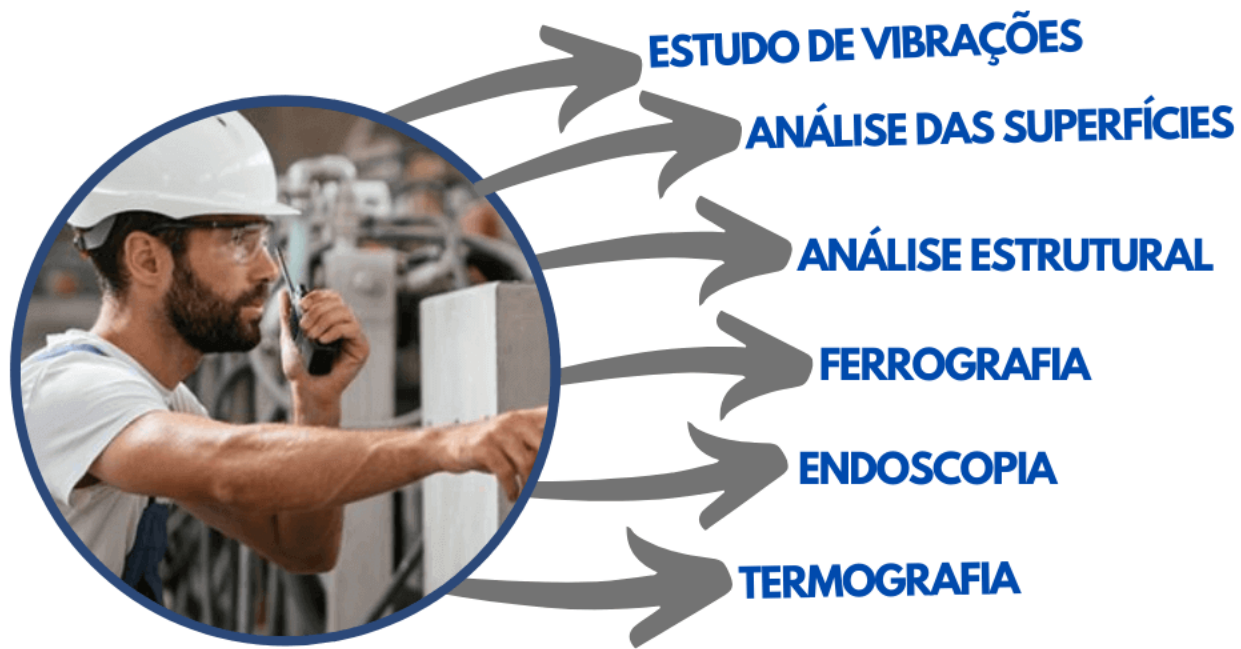 ESTUDO DE VIBRAÇÕES
ANÁLISE DAS SUPERFÍCIES
ANÁLISE ESTRUTURAL
FERROGRAFIA
ENDOSCOPIA
TERMOGRAFIA